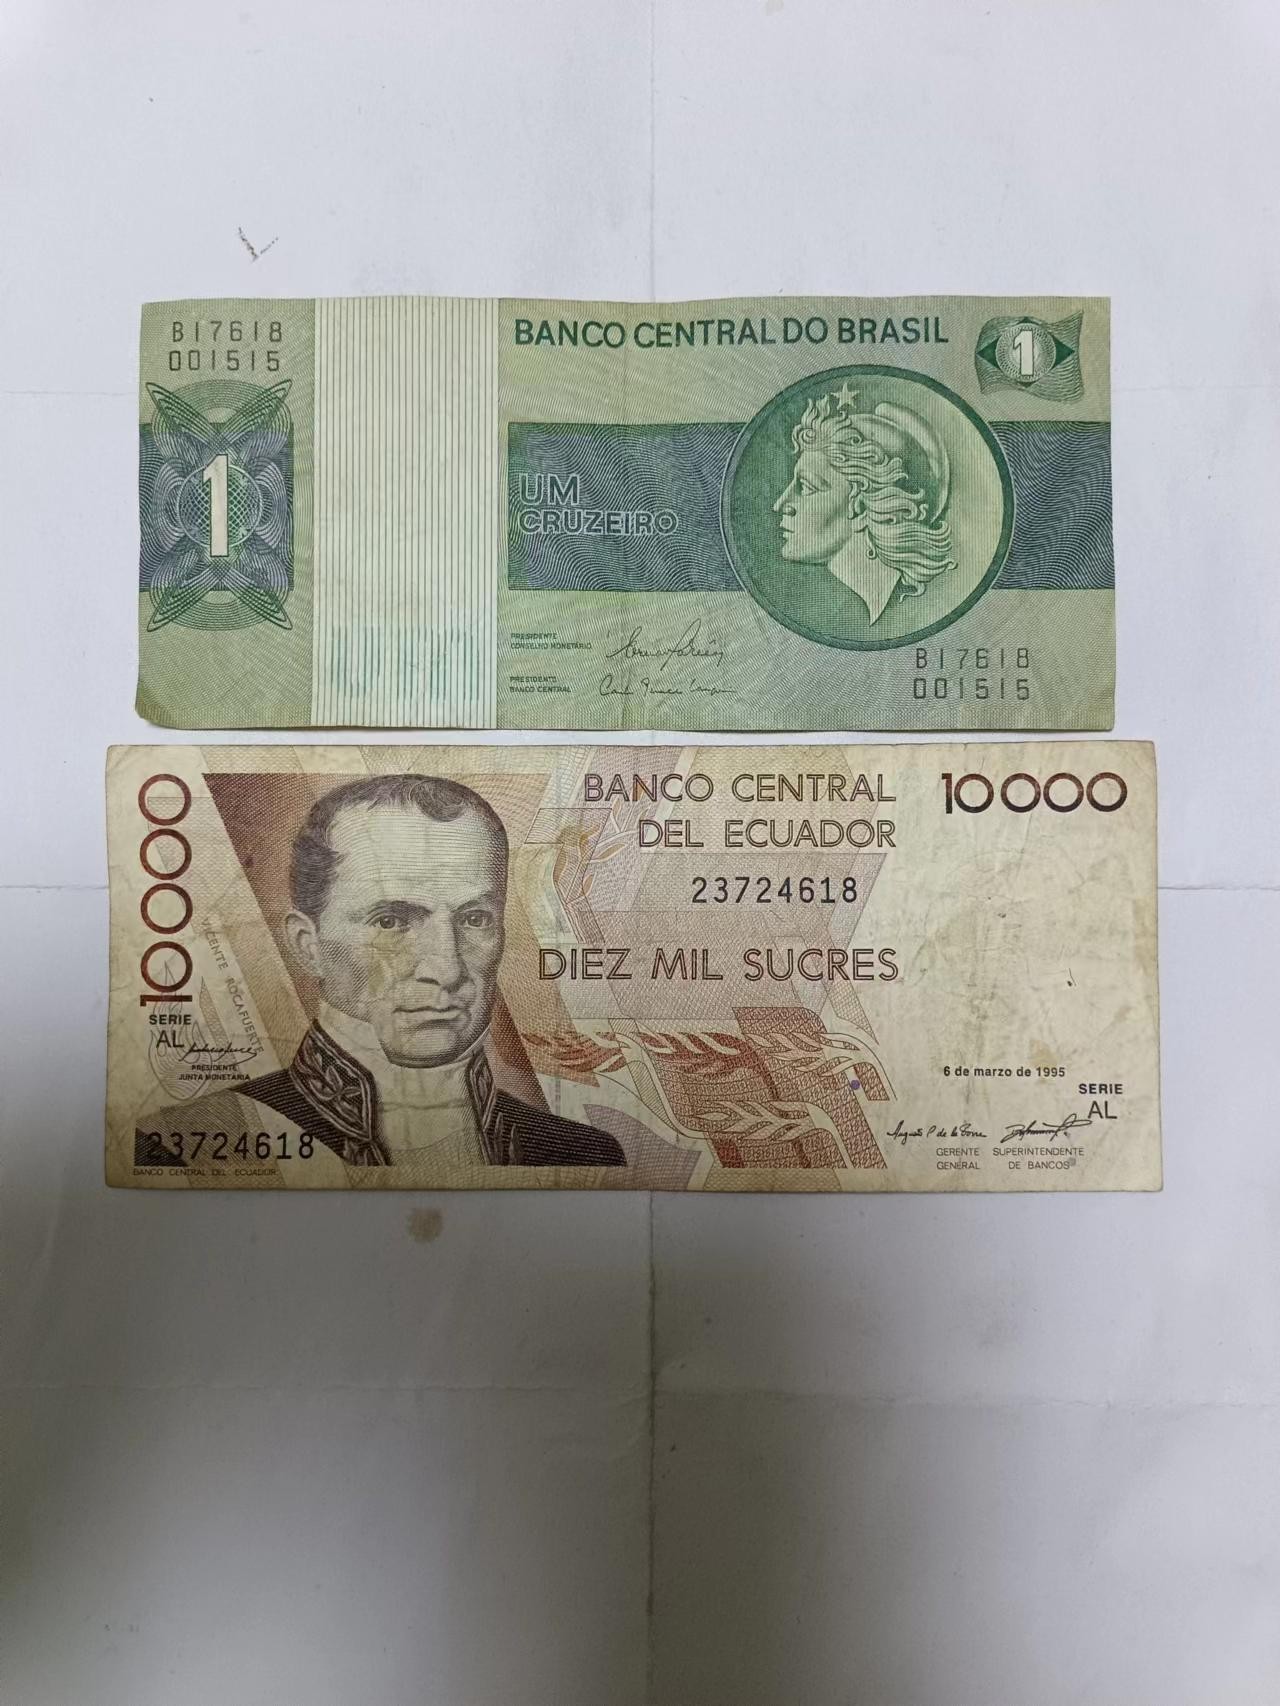 B17618
001515
BANCO CENTRAL DO BRASIL
1
1
UM
CRUZEIRO
PRESIDENTE
CONSELHO MONETÁRIO
PRESIDENTE
BANCO CENTRAL
B17618
001515
10000
BANCO CENTRAL
DEL ECUADOR
10000
23724618
DIEZ MIL SUCRES
VICENTE ROCAFUERTE
SERIE
AL
PRESIDENTE
JUNTA MONETARIA
6 de marzo de 1995
SERIE
AL
23724618
BANCO CENTRAL DEL ECUADOR
GERENTE SUPERINTENDENTE
GENERAL DE BANCOS